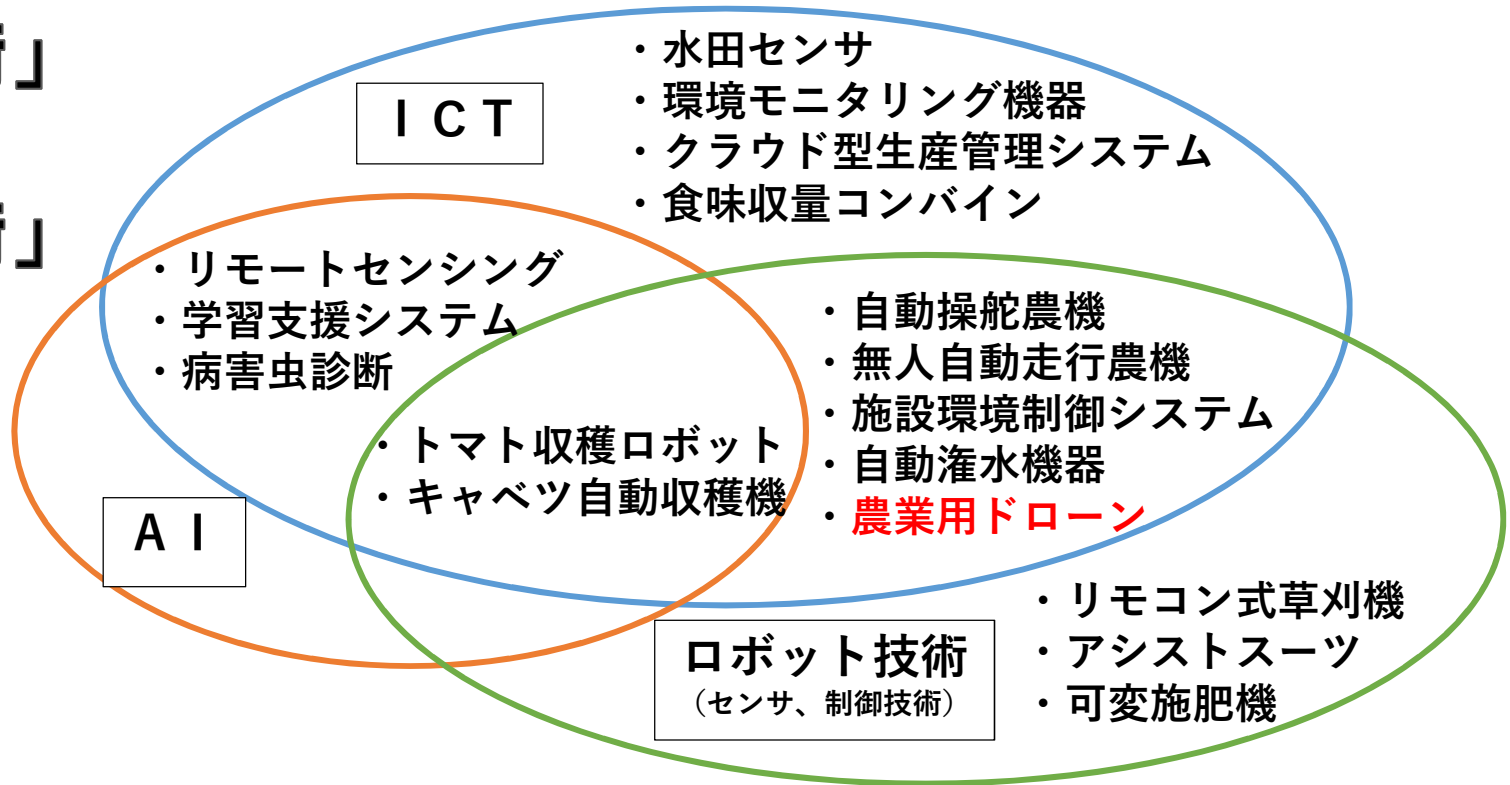 」
」
ＩＣＴ
・水田センサ
・環境モニタリング機器
・クラウド型生産管理システム
・食味収量コンバイン
・リモートセンシング
・学習支援システム
・病害虫診断
・自動操舵農機
・無人自動走行農機
・施設環境制御システム
・自動潅水機器
・農業用ドローン
・トマト収穫ロボット
・キャベツ自動収穫機
ＡＩ
ロボット技術
（センサ、制御技術）
・リモコン式草刈機
・アシストスーツ
・可変施肥機